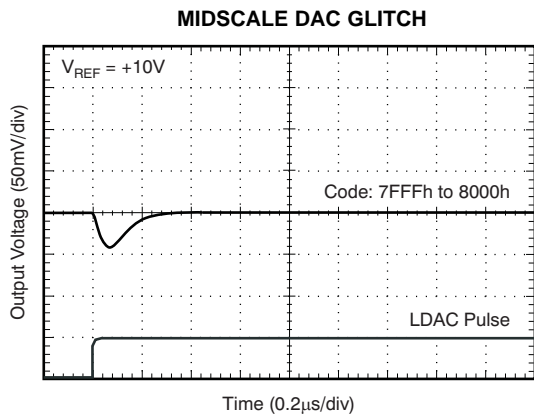 MIDSCALE DAC GLITCH
V_REF = +10V
Output Voltage (50mV/div)
Code: 7FFFh to 8000h
LDAC Pulse
Time (0.2μs/div)